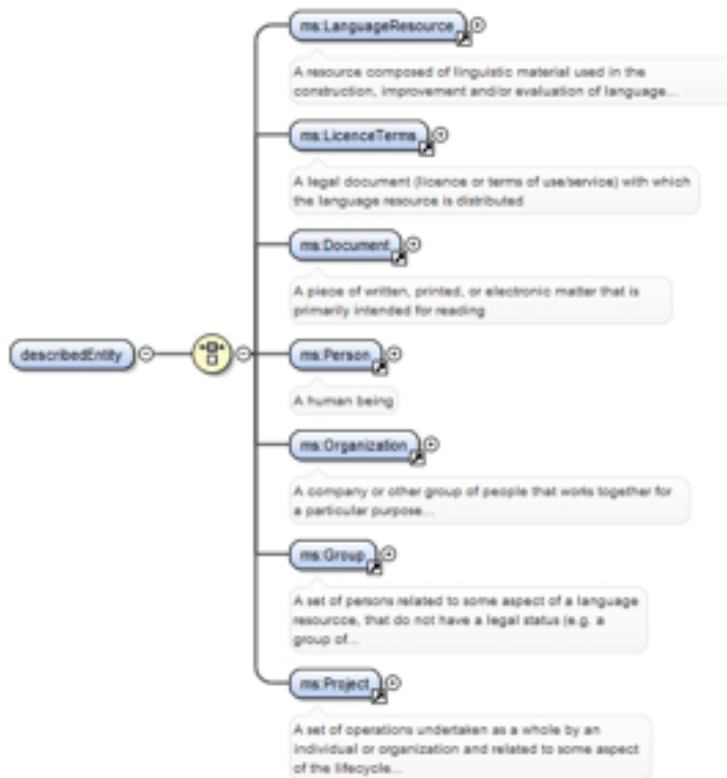 ms:LanguageResource
A resource composed of linguistic material used in the
construction, improvement and/or evaluation of language...
ms:LicenceTerms
A legal document (licence or terms of use/service) with which
the language resource is distributed
ms:Document
A piece of written, printed, or electronic matter that is
primarily intended for reading
describedEntity
ms:Person
A human being
ms:Organization
A company or other group of people that works together for
a particular purpose...
ms:Group
A set of persons related to some aspect of a language
resourcce, that do not have a legal status (e.g. a
group of...
ms:Project
A set of operations undertaken as a whole by an
individual or organization and related to some aspect
of the lifecycle...